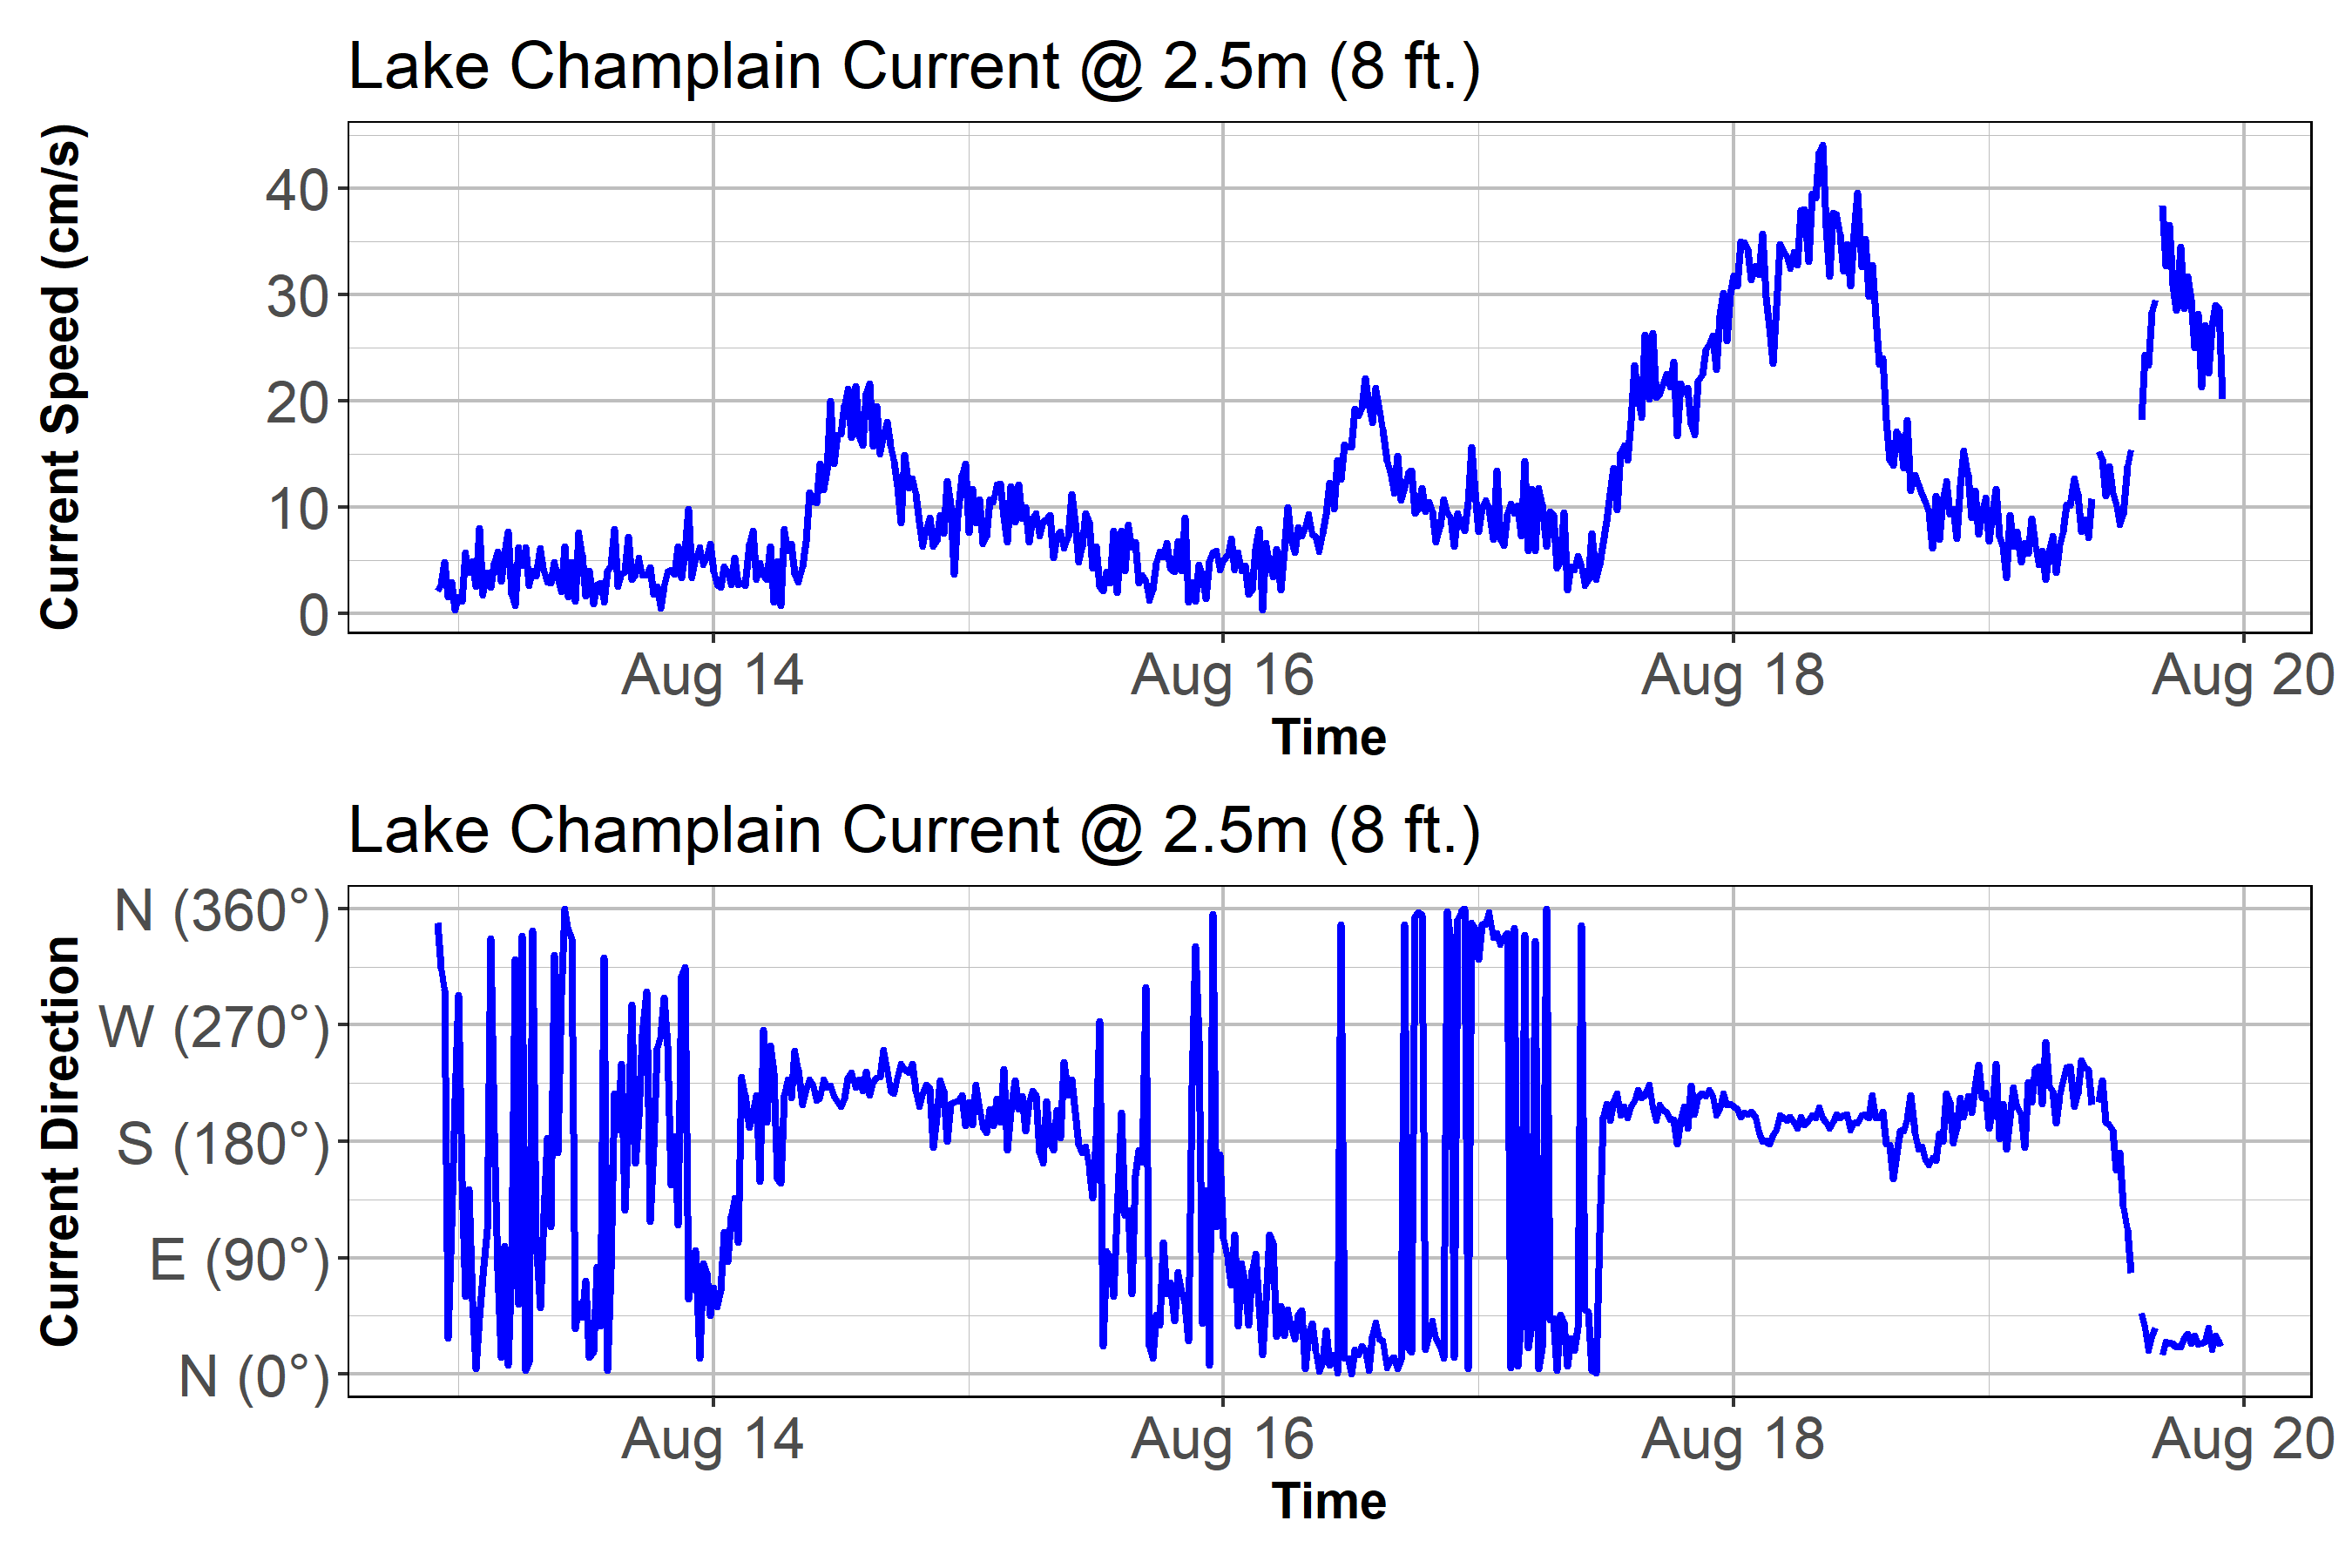 Lake Champlain Current @ 2.5m (8 ft.)
Current Speed (cm/s)
40
30
20
10
0
Aug 14 Aug 16 Aug 18 Aug 20
Time
Lake Champlain Current @ 2.5m (8 ft.)
Current Direction
N (360°)
W (270°)
S (180°)
E (90°)
N (0°)
Aug 14 Aug 16 Aug 18 Aug 20
Time